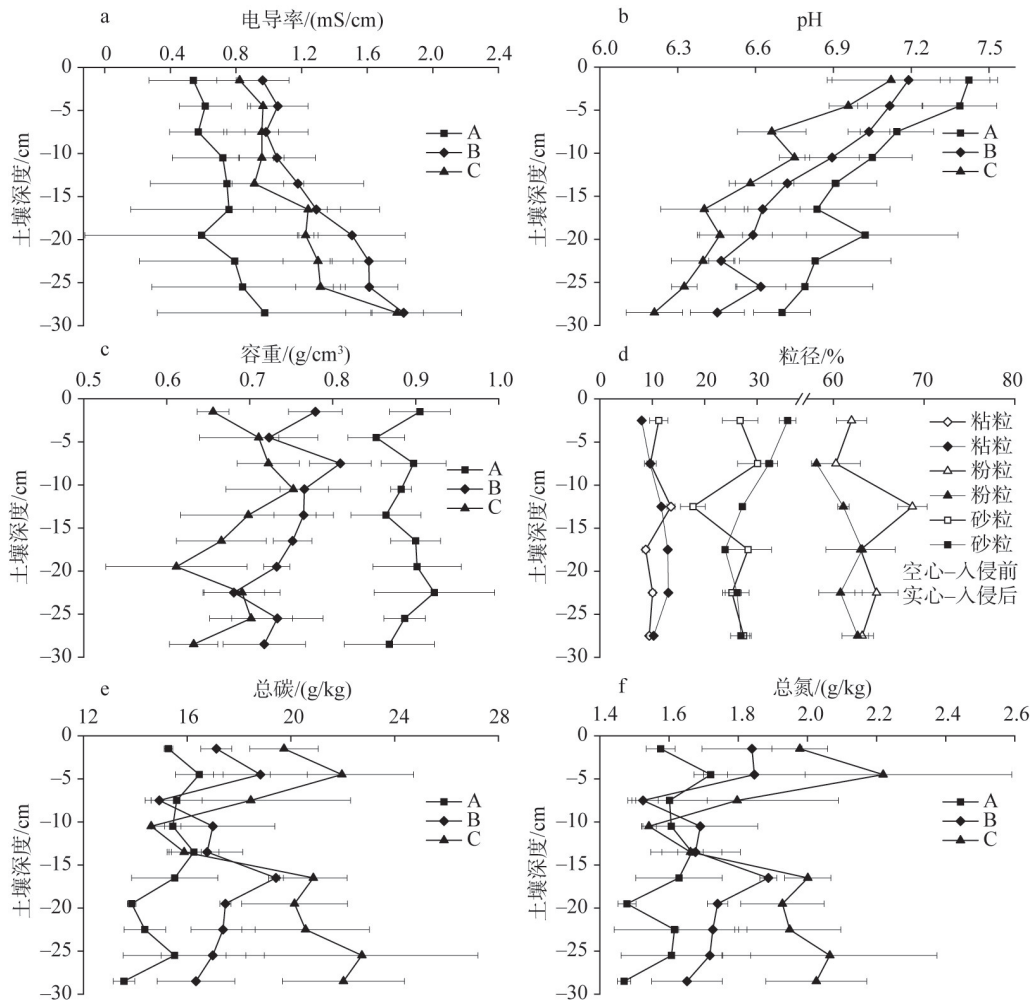 a
电导率/(mS/cm)
0 0.4 0.8 1.2 1.6 2.0 2.4
土壤深度/cm
0
−5
−10
−15
−20
−25
−30
A
B
C
b
pH
6.0 6.3 6.6 6.9 7.2 7.5
土壤深度/cm
0
−5
−10
−15
−20
−25
−30
A
B
C
c
容重/(g/cm³)
0.5 0.6 0.7 0.8 0.9 1.0
土壤深度/cm
0
−5
−10
−15
−20
−25
−30
A
B
C
d
粒径/%
0 10 20 30 60 70 80
土壤深度/cm
0
−5
−10
−15
−20
−25
−30
粘粒
粘粒
粉粒
粉粒
砂粒
砂粒
空心–入侵前
实心–入侵后
e
总碳/(g/kg)
12 16 20 24 28
土壤深度/cm
0
−5
−10
−15
−20
−25
−30
A
B
C
f
总氮/(g/kg)
1.4 1.6 1.8 2.0 2.2 2.6
土壤深度/cm
0
−5
−10
−15
−20
−25
−30
A
B
C